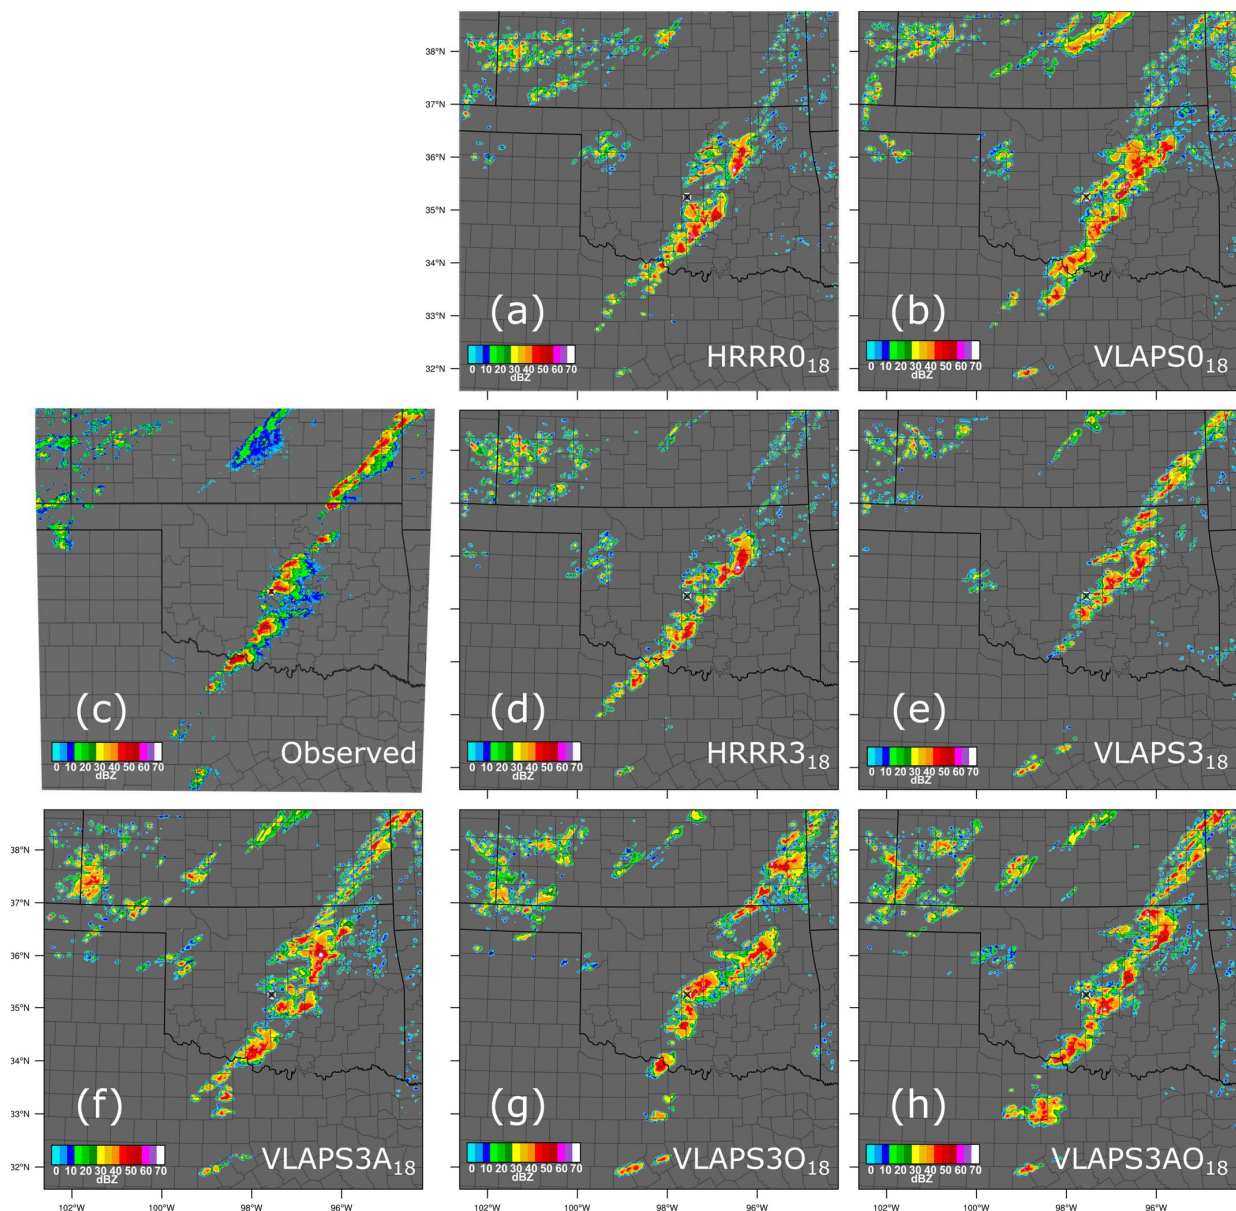 38°N
37°N
36°N
35°N
34°N
33°N
32°N
(a)
0 10 20 30 40 50 60 70
dBZ
HRRR0₁₈
(b)
0 10 20 30 40 50 60 70
dBZ
VLAPS0₁₈
(c)
0 10 20 30 40 50 60 70
dBZ
Observed
(d)
0 10 20 30 40 50 60 70
dBZ
HRRR3₁₈
(e)
0 10 20 30 40 50 60 70
dBZ
VLAPS3₁₈
38°N
37°N
36°N
35°N
34°N
33°N
32°N
(f)
0 10 20 30 40 50 60 70
dBZ
VLAPS3A₁₈
(g)
0 10 20 30 40 50 60 70
dBZ
VLAPS3O₁₈
(h)
0 10 20 30 40 50 60 70
dBZ
VLAPS3AO₁₈
102°W 100°W 98°W 96°W
102°W 100°W 98°W 96°W
102°W 100°W 98°W 96°W